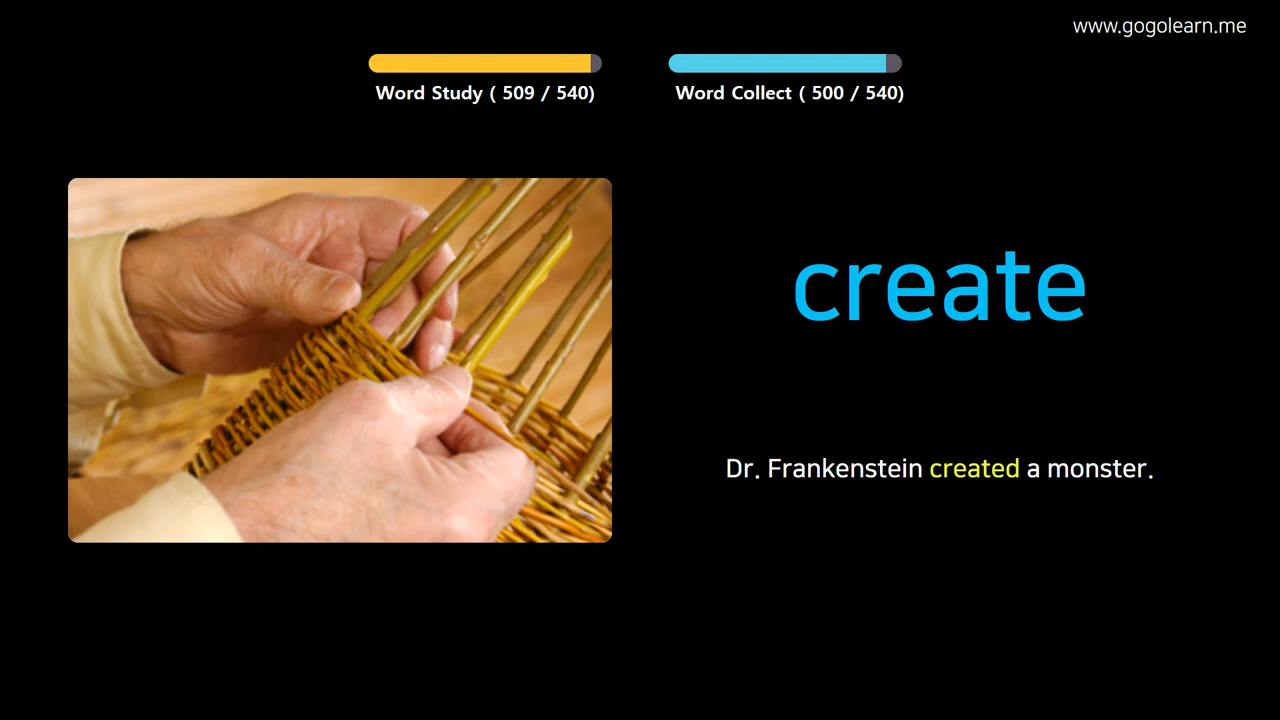 www.gogolearn.me
Word Study ( 509 / 540)
Word Collect ( 500 / 540)
create
Dr. Frankenstein created a monster.